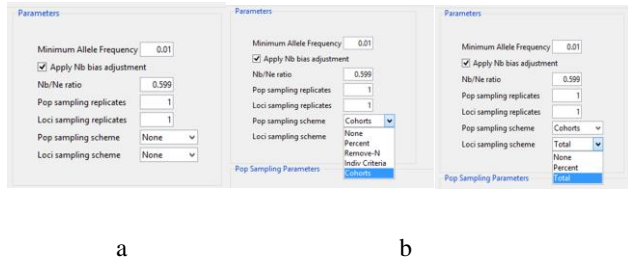 Parameters
Minimum Allele Frequency 0.01
Apply Nb bias adjustment
Nb/Ne ratio 0.599
Pop sampling replicates 1
Loci sampling replicates 1
Pop sampling scheme None
Loci sampling scheme None
Parameters
Minimum Allele Frequency 0.01
Apply Nb bias adjustment
Nb/Ne ratio 0.599
Pop sampling replicates 1
Loci sampling replicates 1
Pop sampling scheme Cohorts
Loci sampling scheme
None
Percent
Remove-N
Indiv Criteria
Cohorts
Pop Sampling Parameters
Parameters
Minimum Allele Frequency 0.01
Apply Nb bias adjustment
Nb/Ne ratio 0.599
Pop sampling replicates 1
Loci sampling replicates 1
Pop sampling scheme Cohorts
Loci sampling scheme Total
None
Percent
Total
Pop Sampling Parameters
a b